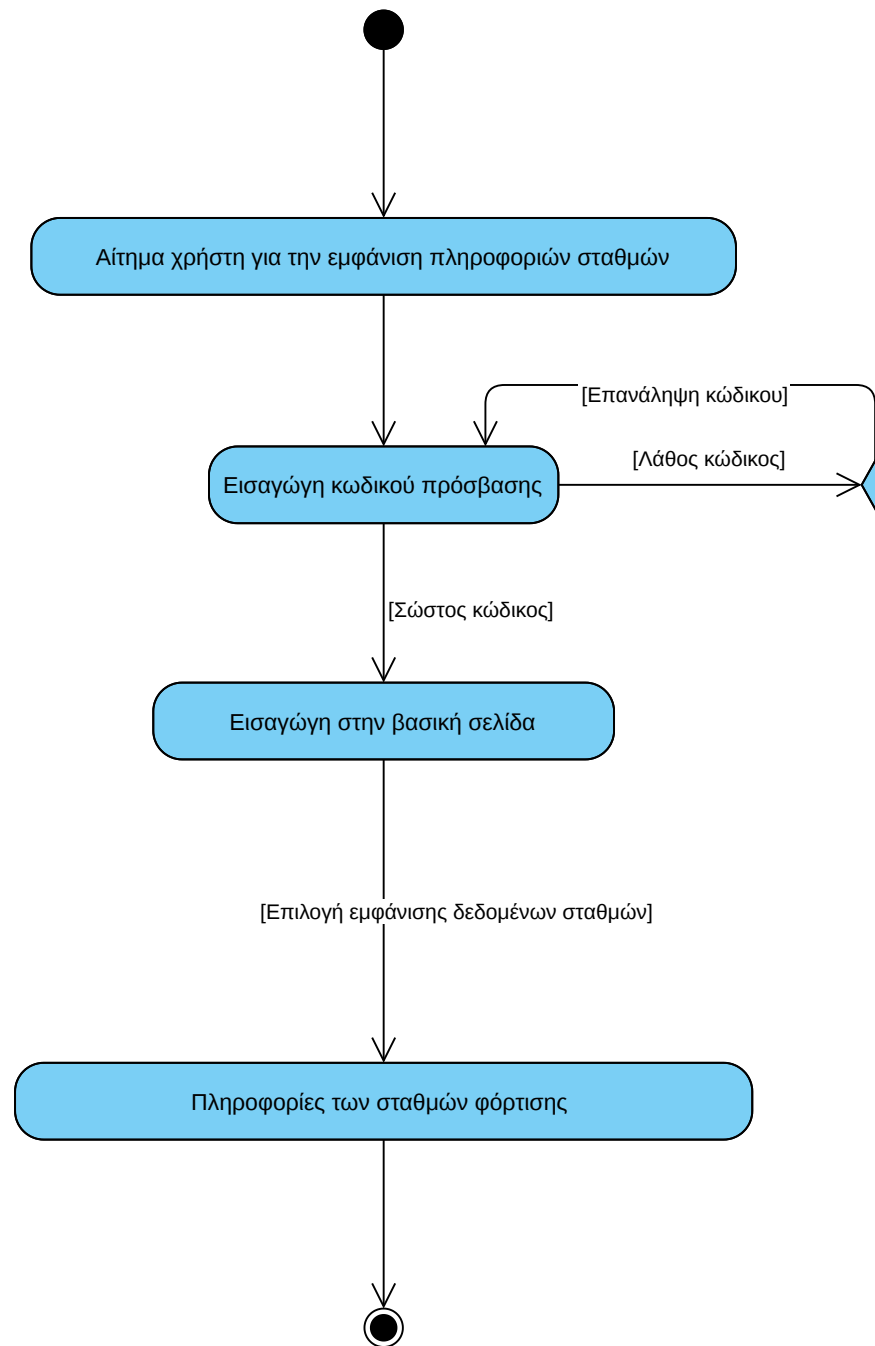 Αίτημα χρήστη για την εμφάνιση πληροφοριών σταθμών
[Επανάληψη κώδικου]
[Λάθος κώδικος]
Εισαγώγη κωδικού πρόσβασης
[Σώστος κώδικος]
Εισαγώγη στην βασική σελίδα
[Επιλογή εμφάνισης δεδομένων σταθμών]
Πληροφορίες των σταθμών φόρτισης